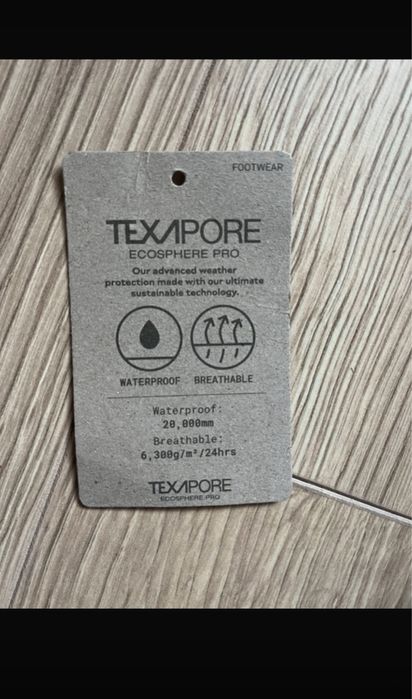 FOOTWEAR
TEXAPORE
ECOSPHERE PRO
Our advanced weather
protection made with our ultimate
sustainable technology.
WATERPROOF BREATHABLE
Waterproof:
20,000mm
Breathable:
6,300g/m²/24hrs
TEXAPORE
ECOSPHERE PRO